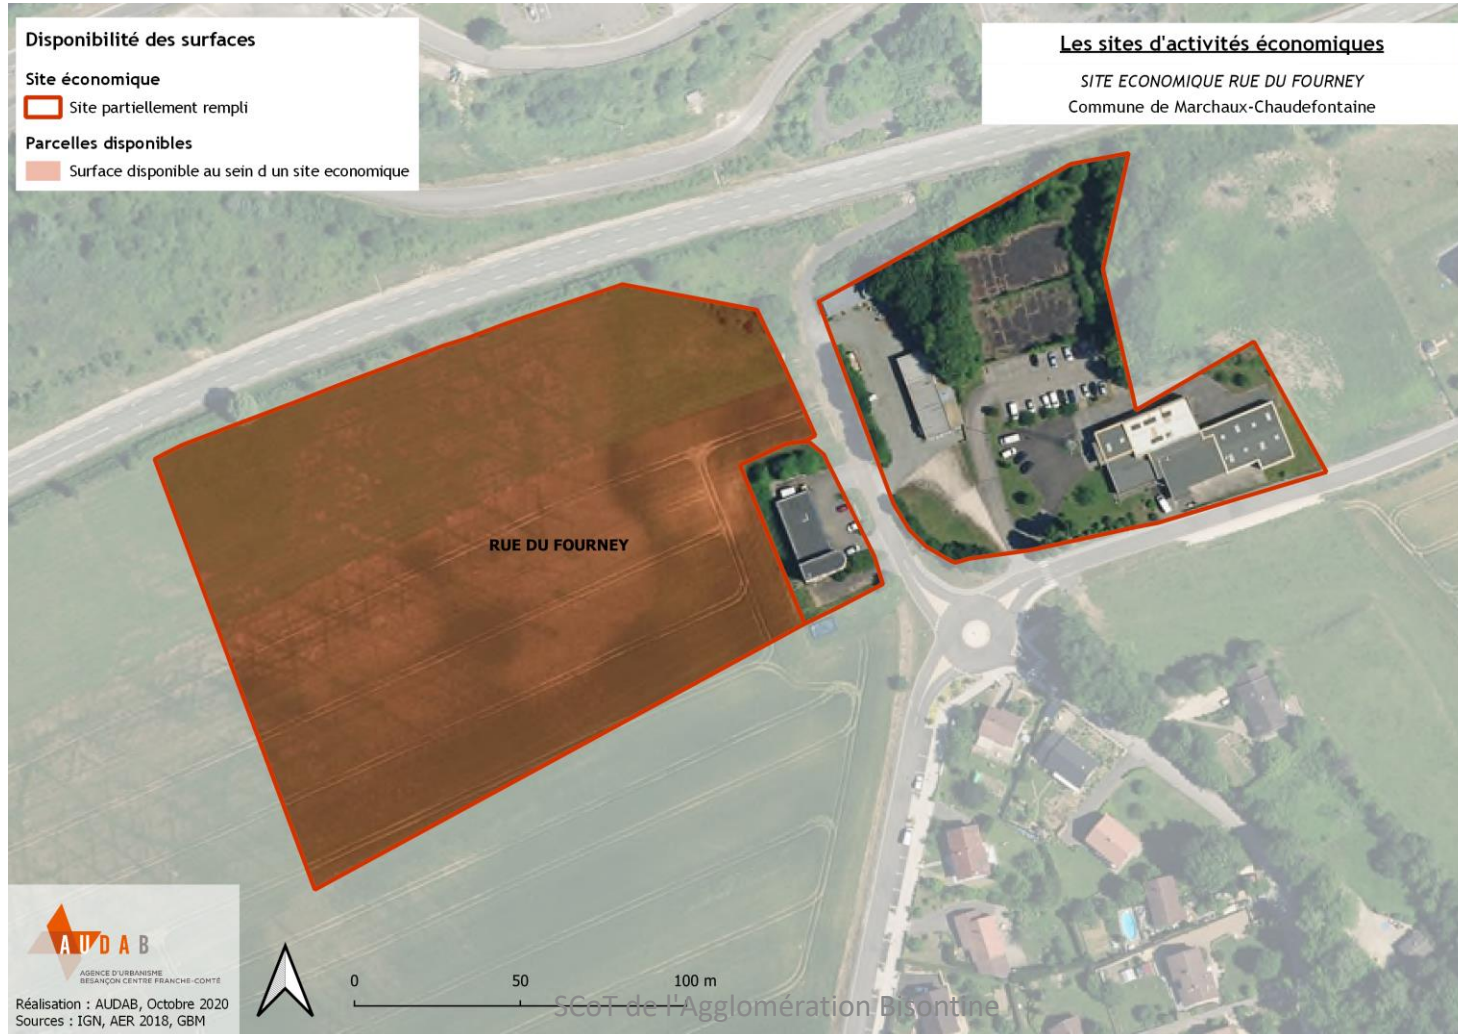 Disponibilité des surfaces
Site économique
Site partiellement rempli
Parcelles disponibles
Surface disponible au sein d un site economique
Les sites d'activités économiques
SITE ECONOMIQUE RUE DU FOURNEY
Commune de Marchaux-Chaudefontaine
RUE DU FOURNEY
AUDAB
AGENCE D'URBANISME
BESANÇON CENTRE FRANCHE-COMTÉ
Réalisation : AUDAB, Octobre 2020
Sources : IGN, AER 2018, GBM
0 50 100 m
SCoT de l'Agglomération Bisontine